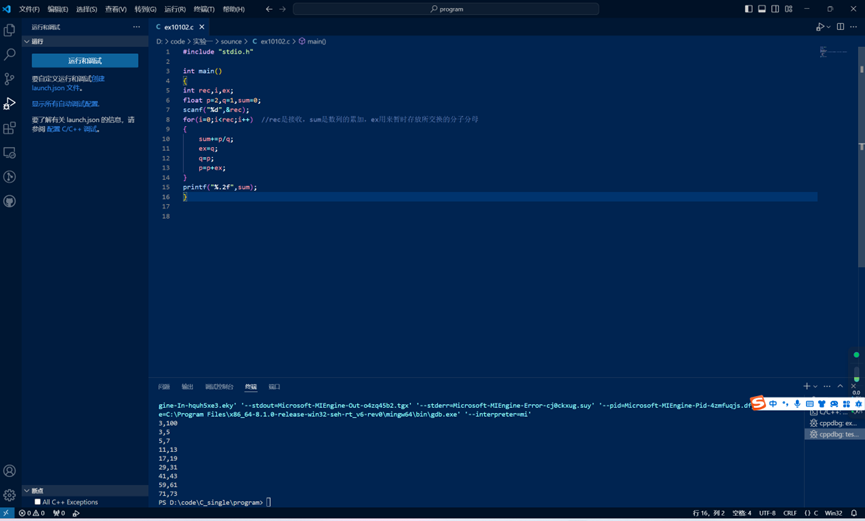 文件(F) 编辑(E) 选择(S) 查看(V) 转到(G) 运行(R) 终端(T) 帮助(H)
program
运行和调试
运行
运行和调试
要自定义运行和调试创建
launch.json 文件。
显示所有自动调试配置。
要了解有关 launch.json 的信息，请
参阅 配置 C/C++ 调试。
C ex10102.c
D: > code > 实验一 > sounce > C ex10102.c > main()
1 #include "stdio.h"
2
3 int main()
4 {
5 int rec,i,ex;
6 float p=2,q=1,sum=0;
7 scanf("%d",&rec);
8 for(i=0;i<rec;i++) //rec是接收，sum是数列的累加，ex用来暂时存放所交换的分子分母
9 {
10 sum+=p/q;
11 ex=q;
12 q=p;
13 p=p+ex;
14 }
15 printf("%.2f",sum);
16 }
17
18
问题 输出 调试控制台 终端 端口
gine-In-hquh5xe3.eky' '--stdout=Microsoft-MIEngine-Out-o4zq45b2.tgx' '--stderr=Microsoft-MIEngine-Error-cj0ckxug.suy' '--pid=Microsoft-MIEngine-Pid-4zmfuqjs.df
e=C:\Program Files\x86_64-8.1.0-release-win32-seh-rt_v6-rev0\mingw64\bin\gdb.exe' '--interpreter=mi'
3,100
3,5
5,7
11,13
17,19
29,31
41,43
59,61
71,73
PS D:\code\C_single\program>
0.0
中
C/C++: ...
cppdbg: ex...
cppdbg: tes...
断点
All C++ Exceptions
0 0 0
行 16，列 2 空格: 4 UTF-8 CRLF {} C Win32